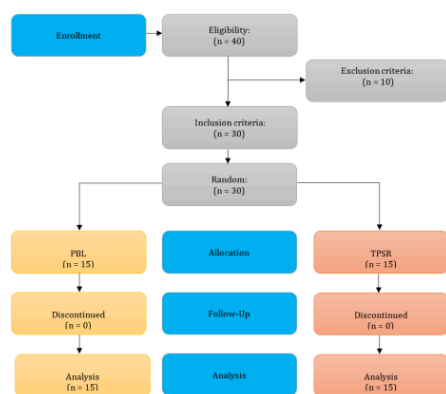 Enrollment
Eligibility:
(n = 40)
Exclusion criteria:
(n = 10)
Inclusion criteria:
(n = 30)
Random:
(n = 30)
PBL
(n = 15)
Allocation
TPSR
(n = 15)
Discontinued
(n = 0)
Follow-Up
Discontinued
(n = 0)
Analysis
(n = 15)
Analysis
Analysis
(n = 15)